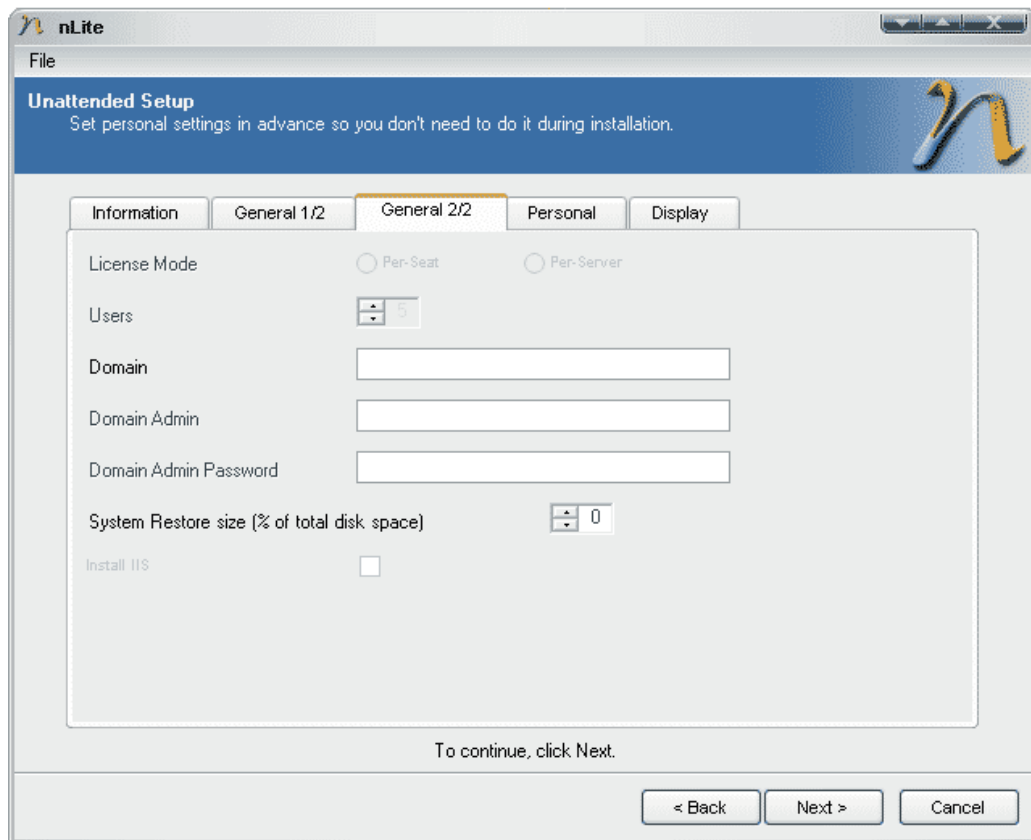 nLite
File
Unattended Setup
Set personal settings in advance so you don't need to do it during installation.
Information General 1/2 General 2/2 Personal Display
License Mode Per-Seat Per-Server
Users 5
Domain
Domain Admin
Domain Admin Password
System Restore size (% of total disk space) 0
Install IIS
To continue, click Next.
< Back Next > Cancel